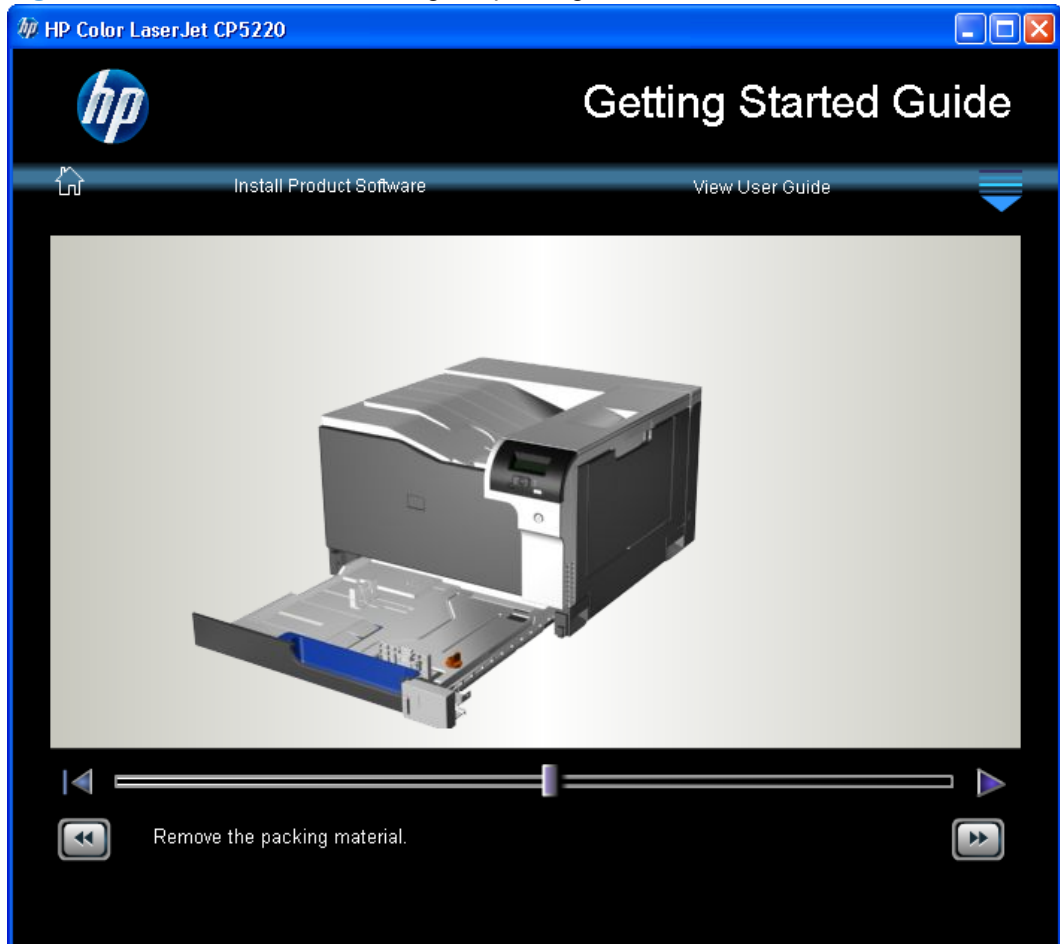 HP Color LaserJet CP5220
hp
Getting Started Guide
Install Product Software
View User Guide
Remove the packing material.